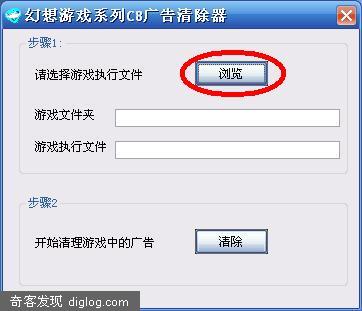 幻想游戏系列CB广告清除器
步骤1:
请选择游戏执行文件
浏览
游戏文件夹
游戏执行文件
步骤2
开始清理游戏中的广告
清除
奇客发现 diglog.com